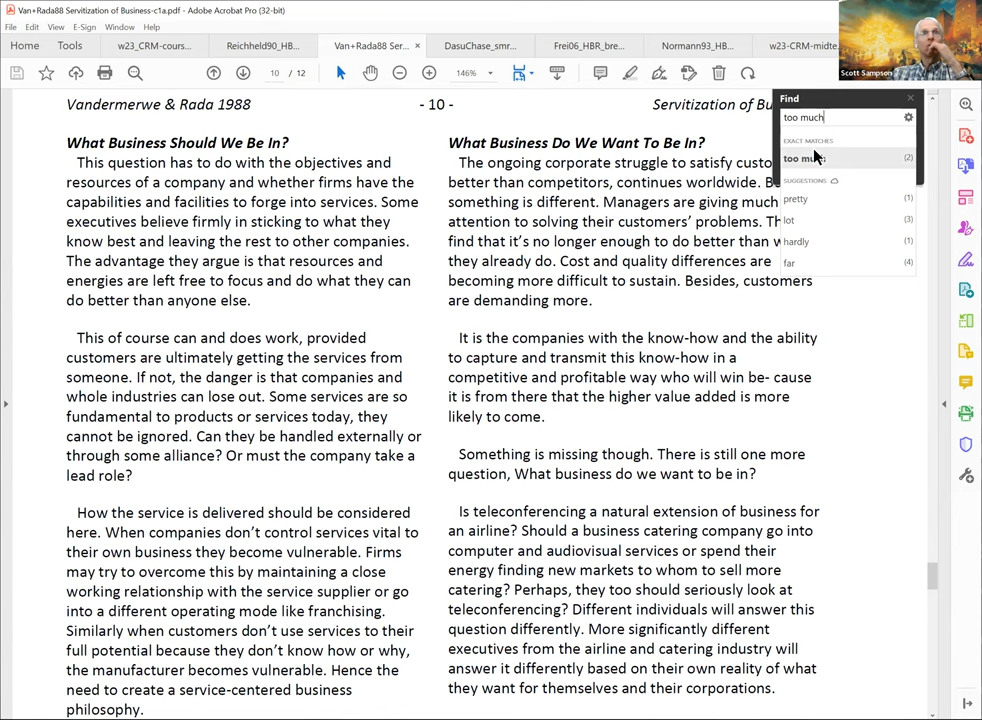 Van+Rada88 Servitization of Business-c1a.pdf - Adobe Acrobat Pro (32-bit)
File Edit View E-Sign Window Help
Home Tools w23_CRM-cours... Reichheld90_HB... Van+Rada88 Ser... × DasuChase_smr... Frei06_HBR_bre... Normann93_HB... w23-CRM-midte...
Scott Sampson
10 / 12 146%
Vandermerwe & Rada 1988 - 10 - Servitization of Bu
Find
too much
EXACT MATCHES
too mu (2)
SUGGESTIONS
pretty (1)
lot (3)
hardly (1)
far (4)
What Business Should We Be In?
This question has to do with the objectives and
resources of a company and whether firms have the
capabilities and facilities to forge into services. Some
executives believe firmly in sticking to what they
know best and leaving the rest to other companies.
The advantage they argue is that resources and
energies are left free to focus and do what they can
do better than anyone else.
This of course can and does work, provided
customers are ultimately getting the services from
someone. If not, the danger is that companies and
whole industries can lose out. Some services are so
fundamental to products or services today, they
cannot be ignored. Can they be handled externally or
through some alliance? Or must the company take a
lead role?
How the service is delivered should be considered
here. When companies don't control services vital to
their own business they become vulnerable. Firms
may try to overcome this by maintaining a close
working relationship with the service supplier or go
into a different operating mode like franchising.
Similarly when customers don't use services to their
full potential because they don't know how or why,
the manufacturer becomes vulnerable. Hence the
need to create a service-centered business
philosophy.
What Business Do We Want To Be In?
The ongoing corporate struggle to satisfy custo
better than competitors, continues worldwide. B
something is different. Managers are giving much
attention to solving their customers' problems. Th
find that it's no longer enough to do better than w
they already do. Cost and quality differences are
becoming more difficult to sustain. Besides, customers
are demanding more.
It is the companies with the know-how and the ability
to capture and transmit this know-how in a
competitive and profitable way who will win be- cause
it is from there that the higher value added is more
likely to come.
Something is missing though. There is still one more
question, What business do we want to be in?
Is teleconferencing a natural extension of business for
an airline? Should a business catering company go into
computer and audiovisual services or spend their
energy finding new markets to whom to sell more
catering? Perhaps, they too should seriously look at
teleconferencing? Different individuals will answer this
question differently. More significantly different
executives from the airline and catering industry will
answer it differently based on their own reality of what
they want for themselves and their corporations.